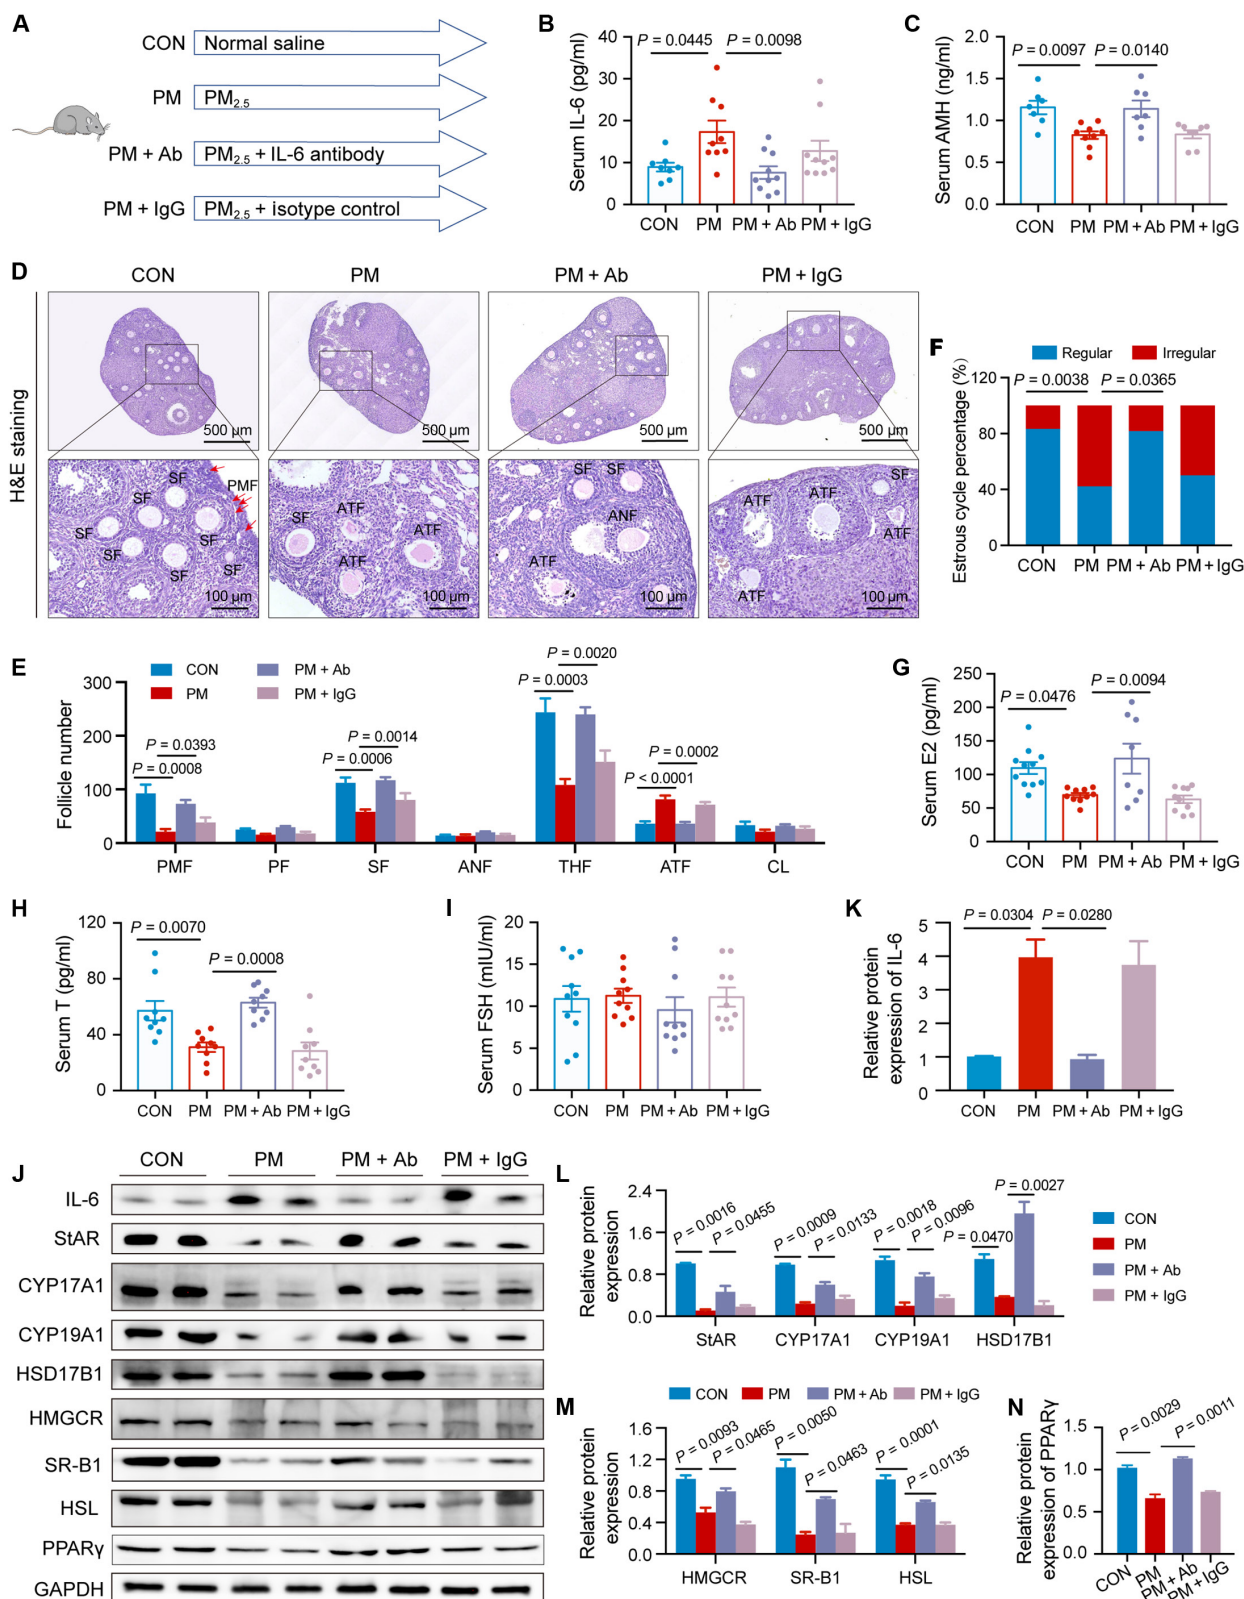 A
CON Normal saline
PM PM2.5
PM + Ab PM2.5 + IL-6 antibody
PM + IgG PM2.5 + isotype control
B
Serum IL-6 (pg/ml)
P = 0.0445 P = 0.0098
40
30
20
10
0
CON PM PM + Ab PM + IgG
C
Serum AMH (ng/ml)
P = 0.0097 P = 0.0140
2.0
1.5
1.0
0.5
0.0
CON PM PM + Ab PM + IgG
D
CON PM PM + Ab PM + IgG
H&E staining
500 µm 500 µm 500 µm 500 µm
SF SF SF SF SF SF SF PMF
100 µm
SF ATF ATF ATF
100 µm
SF SF ANF ATF
100 µm
SF ATF ATF ATF ATF
100 µm
F
Regular Irregular
Estrous cycle percentage (%)
P = 0.0038 P = 0.0365
120
80
40
0
CON PM PM + Ab PM + IgG
E
CON PM + Ab
PM PM + IgG
Follicle number
300
200
100
0
P = 0.0393
P = 0.0008
P = 0.0014
P = 0.0006
P = 0.0020
P = 0.0003
P = 0.0002
P < 0.0001
PMF PF SF ANF THF ATF CL
G
Serum E2 (pg/ml)
P = 0.0476 P = 0.0094
250
200
150
100
50
0
CON PM PM + Ab PM + IgG
H
Serum T (pg/ml)
P = 0.0070
P = 0.0008
120
80
40
0
CON PM PM + Ab PM + IgG
I
Serum FSH (mIU/ml)
20
15
10
5
0
CON PM PM + Ab PM + IgG
K
Relative protein
expression of IL-6
P = 0.0304 P = 0.0280
5
4
3
2
1
0
CON PM PM + Ab PM + IgG
J
CON PM PM + Ab PM + IgG
IL-6
StAR
CYP17A1
CYP19A1
HSD17B1
HMGCR
SR-B1
HSL
PPARγ
GAPDH
L
Relative protein
expression
2.4
1.6
0.8
0.0
P = 0.0016 P = 0.0455
P = 0.0009 P = 0.0133
P = 0.0018 P = 0.0096
P = 0.0470 P = 0.0027
StAR CYP17A1 CYP19A1 HSD17B1
CON
PM
PM + Ab
PM + IgG
M
CON PM PM + Ab PM + IgG
Relative protein
expression
1.6
1.2
0.8
0.4
0.0
P = 0.0093 P = 0.0465
P = 0.0050 P = 0.0463
P = 0.0001 P = 0.0135
HMGCR SR-B1 HSL
N
Relative protein
expression of PPARγ
P = 0.0029 P = 0.0011
1.5
1.0
0.5
0.0
CON PM PM + Ab PM + IgG